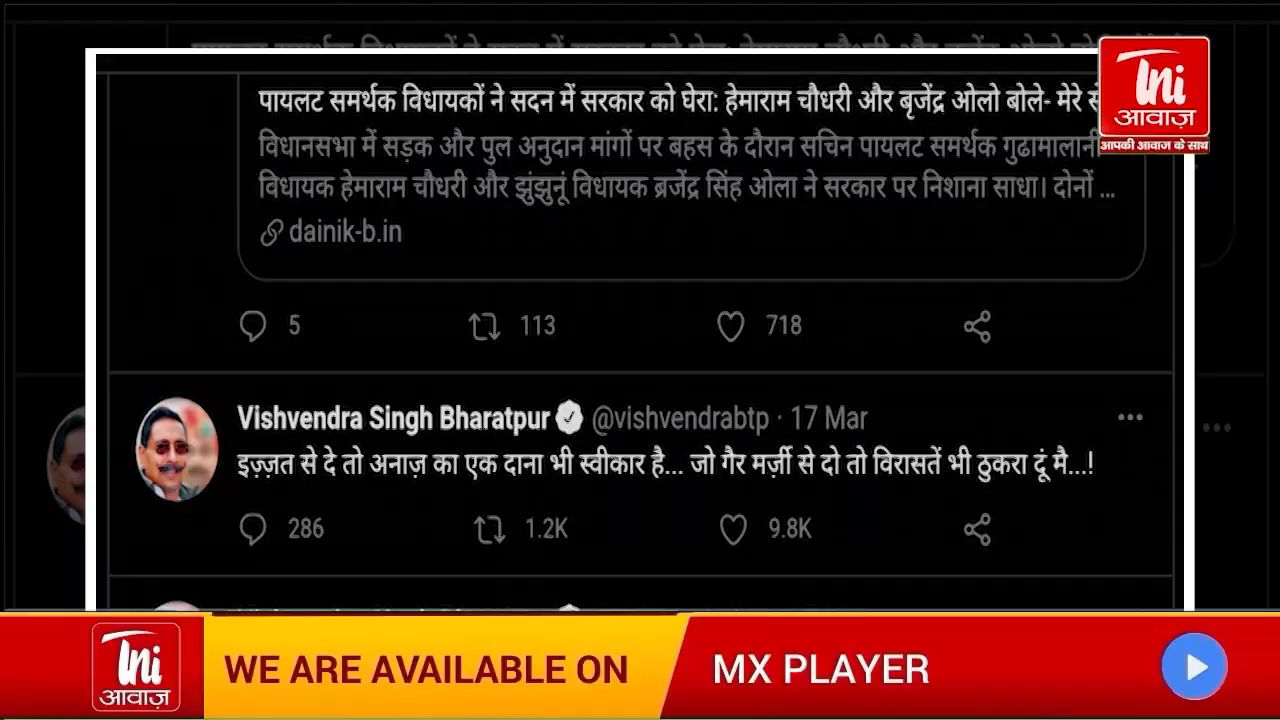 पायलट समर्थक विधायकों ने सदन में सरकार को घेरा: हेमाराम चौधरी और बृजेंद्र ओलो बोले- मेरे
विधानसभा में सड़क और पुल अनुदान मांगों पर बहस के दौरान सचिन पायलट समर्थक गुढामालानी
विधायक हेमाराम चौधरी और झुंझुनूं विधायक ब्रजेंद्र सिंह ओला ने सरकार पर निशाना साधा। दोनों ...
dainik-b.in
5 113 718
Vishvendra Singh Bharatpur @vishvendrabtp · 17 Mar
इज़्ज़त से दे तो अनाज़ का एक दाना भी स्वीकार है... जो गैर मर्ज़ी से दो तो विरासतें भी ठुकरा दूं मै...!
286 1.2K 9.8K
Tni
आवाज़
आपकी आवाज के साथ
Tni
आवाज़
WE ARE AVAILABLE ON MX PLAYER